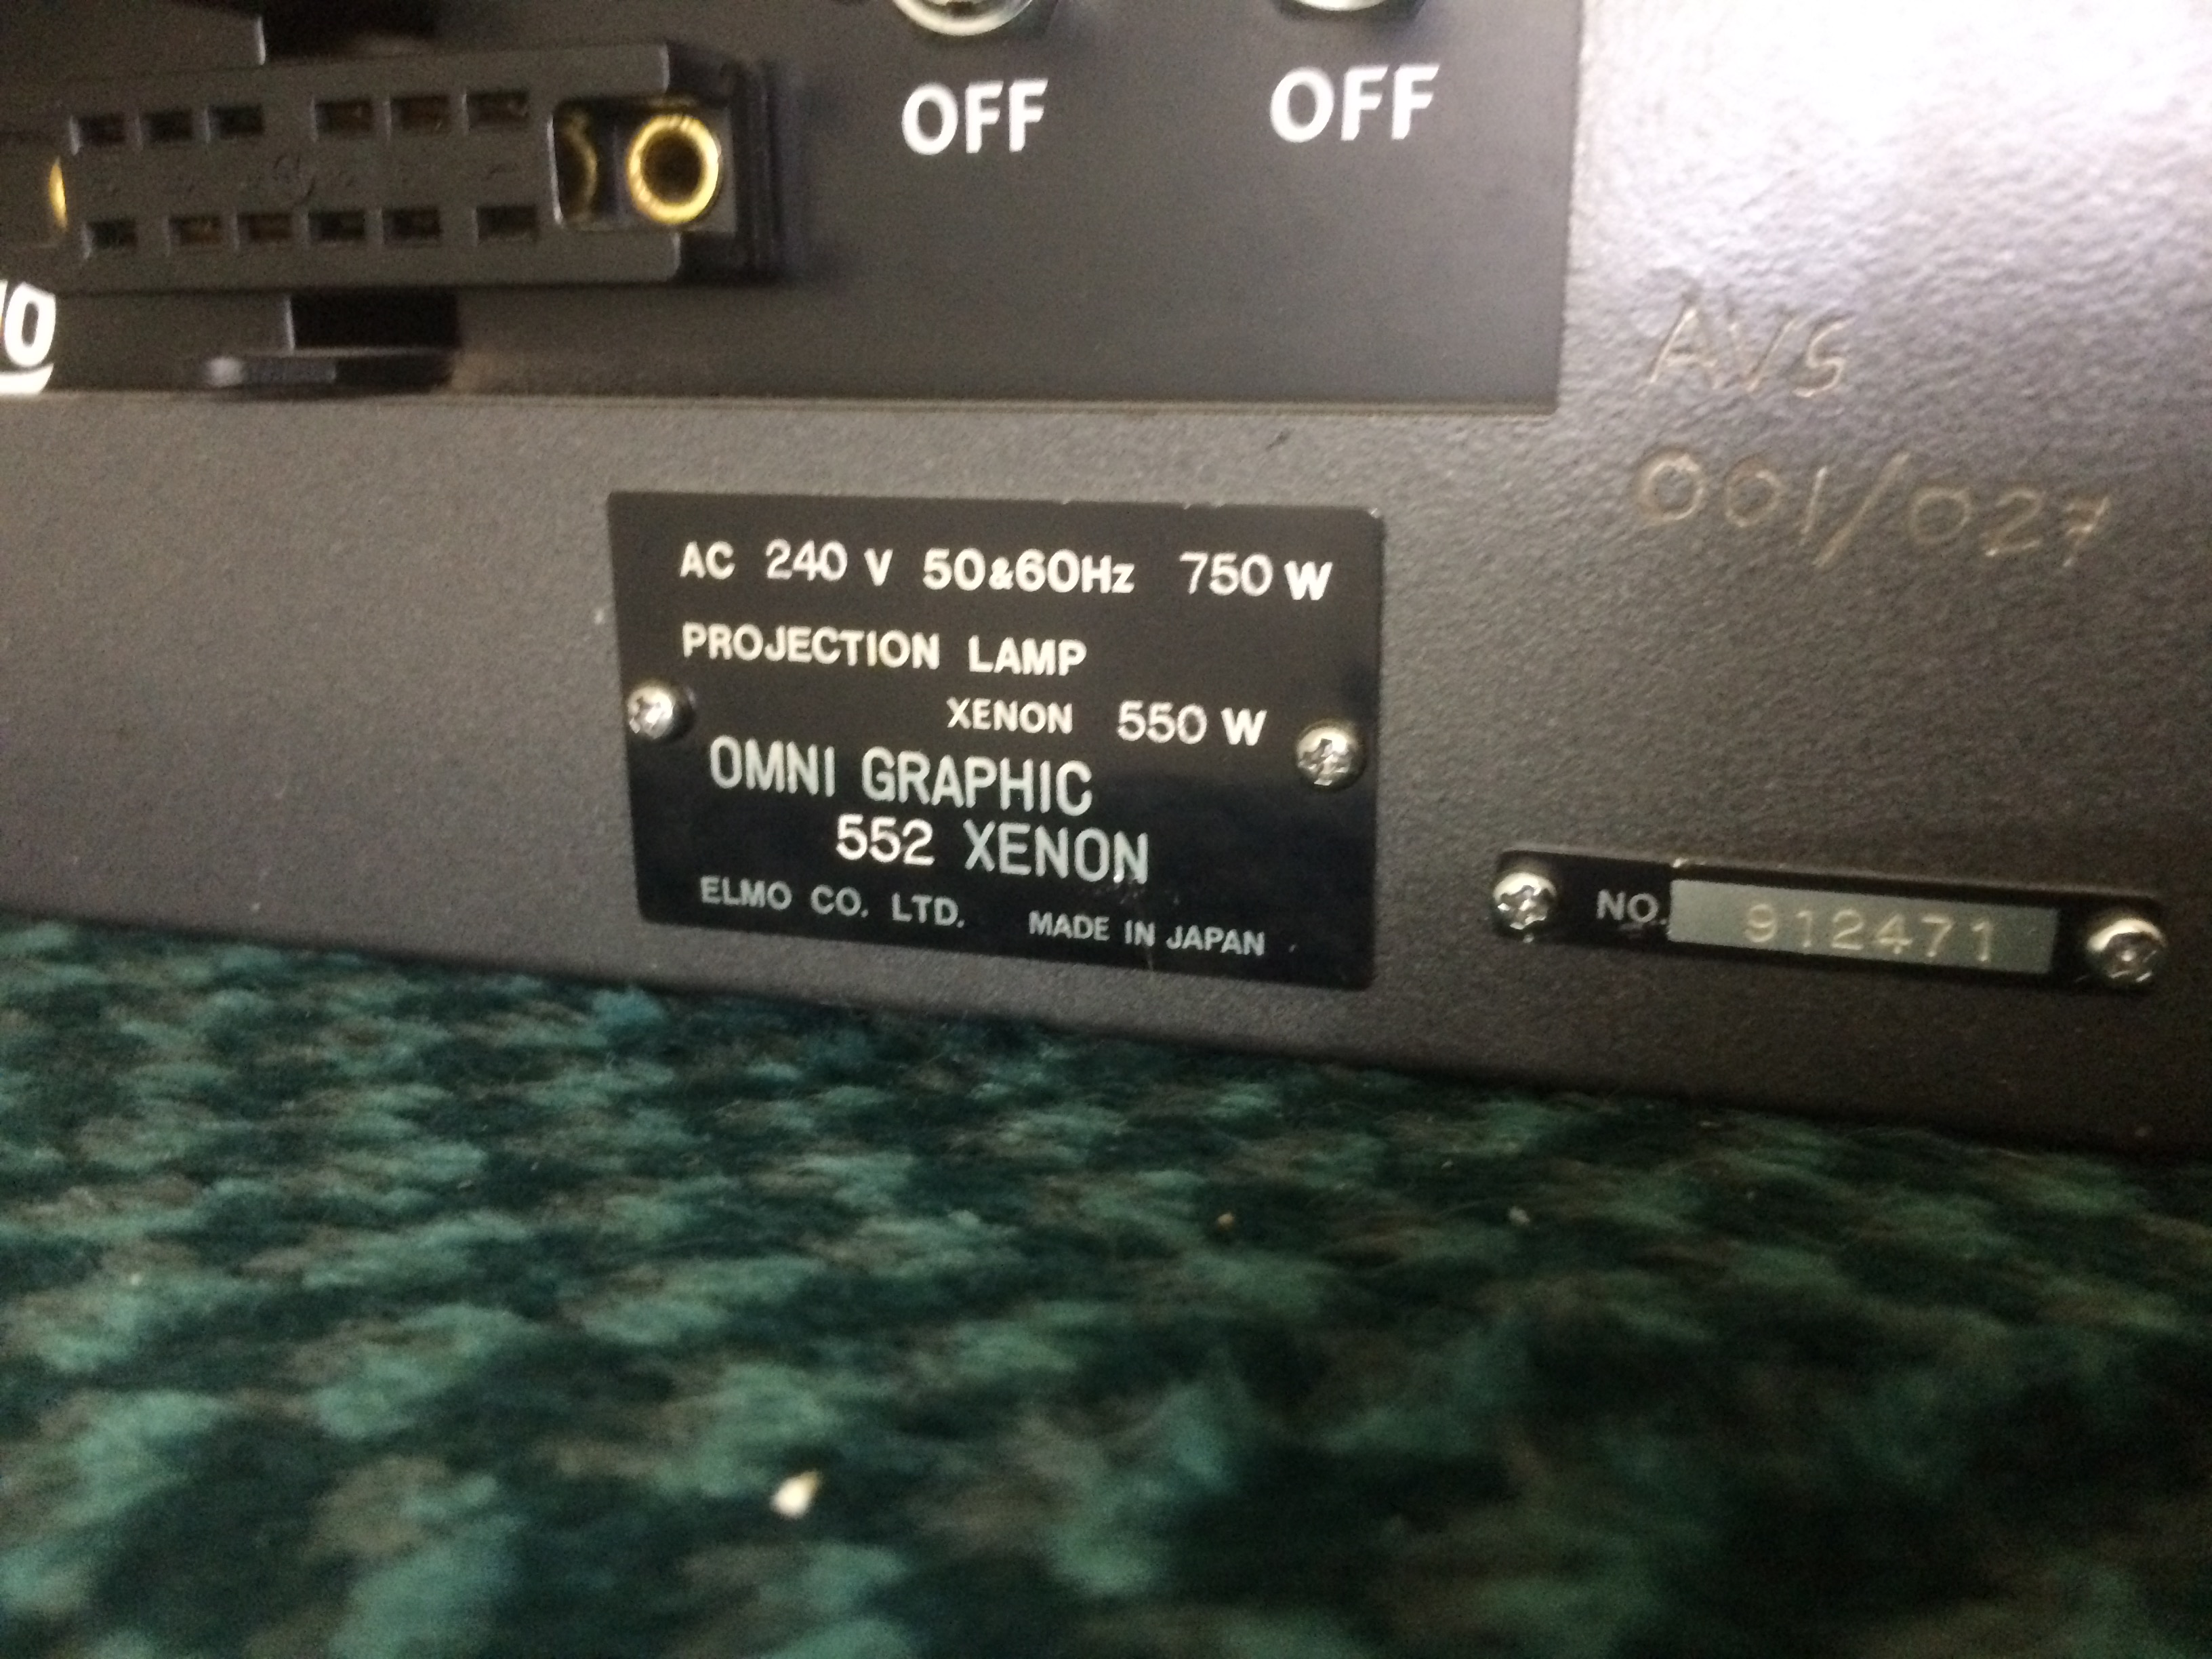 OFF OFF
AVS
001/027
AC 240 V 50&60Hz 750 W
PROJECTION LAMP
XENON 550 W
OMNI GRAPHIC
552 XENON
ELMO CO. LTD. MADE IN JAPAN
NO. 912471